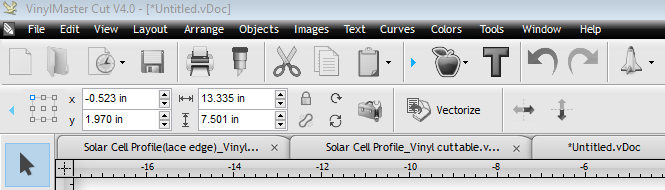 VinylMaster Cut V4.0 - [*Untitled.vDoc]
File View Layout Arrange Objects Images Text Curves Colors Tools Window Help
x -0.523 in 13.335 in
y 1.970 in 7.501 in
Vectorize
Solar Cell Profile(lace edge)_Vinyl... × Solar Cell Profile_Vinyl cuttable.v... × *Untitled.vDoc
-16 -14 -12 -10 -8 -6